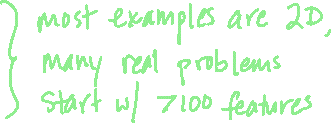 most examples are 2D,
many real problems
start w/ >100 features